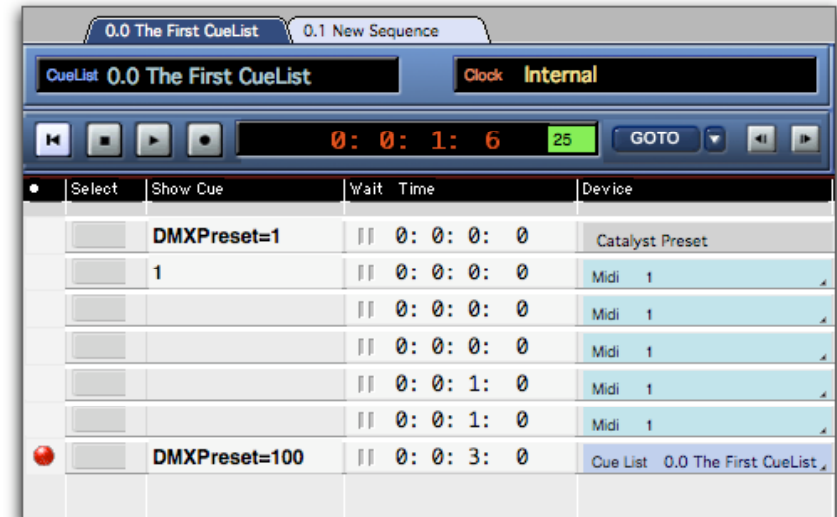 0.0 The First CueList 0.1 New Sequence
CueList 0.0 The First CueList Clock Internal
0: 0: 1: 6 25 GOTO
Select Show Cue Wait Time Device
DMXPreset=1 0: 0: 0: 0 Catalyst Preset
1 0: 0: 0: 0 Midi 1
0: 0: 0: 0 Midi 1
0: 0: 0: 0 Midi 1
0: 0: 1: 0 Midi 1
0: 0: 1: 0 Midi 1
DMXPreset=100 0: 0: 3: 0 Cue List 0.0 The First CueList